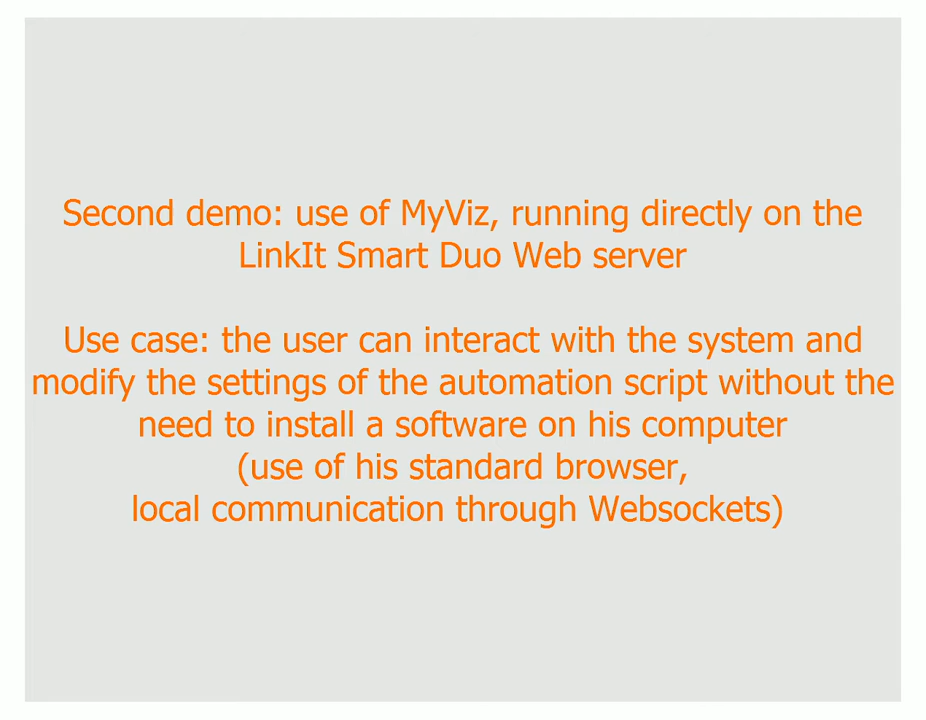 Second demo: use of MyViz, running directly on the
LinkIt Smart Duo Web server
Use case: the user can interact with the system and
modify the settings of the automation script without the
need to install a software on his computer
(use of his standard browser,
local communication through Websockets)